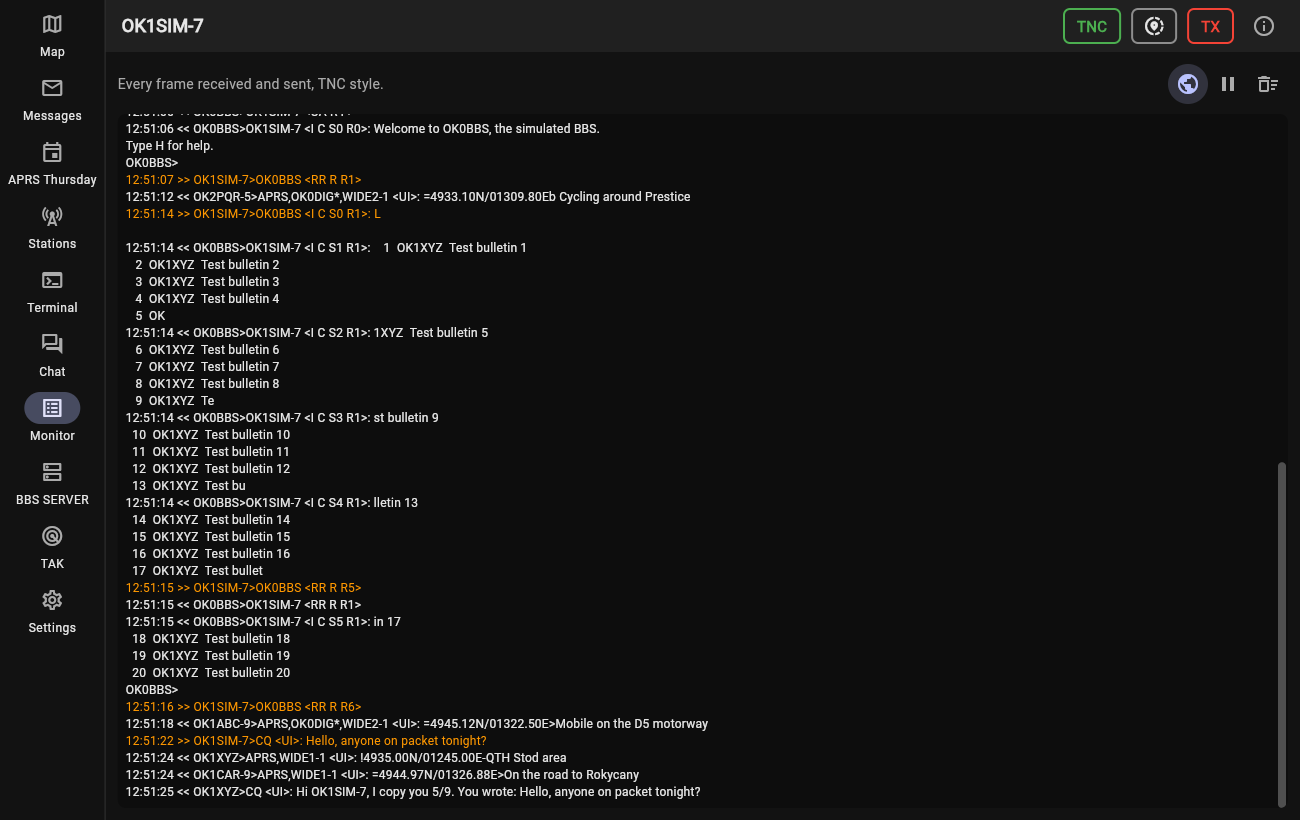 OK1SIM-7
TNC
TX
Map
Messages
APRS Thursday
Stations
Terminal
Chat
Monitor
BBS SERVER
TAK
Settings
Every frame received and sent, TNC style.
12:51:06 << OK0BBS>OK1SIM-7 <I C S0 R0>: Welcome to OK0BBS, the simulated BBS.
Type H for help.
OK0BBS>
12:51:07 >> OK1SIM-7>OK0BBS <RR R R1>
12:51:12 << OK2PQR-5>APRS,OK0DIG*,WIDE2-1 <UI>: =4933.10N/01309.80Eb Cycling around Prestice
12:51:14 >> OK1SIM-7>OK0BBS <I C S0 R1>: L
12:51:14 << OK0BBS>OK1SIM-7 <I C S1 R1>:    1  OK1XYZ  Test bulletin 1
2  OK1XYZ  Test bulletin 2
3  OK1XYZ  Test bulletin 3
4  OK1XYZ  Test bulletin 4
5  OK
12:51:14 << OK0BBS>OK1SIM-7 <I C S2 R1>: 1XYZ  Test bulletin 5
6  OK1XYZ  Test bulletin 6
7  OK1XYZ  Test bulletin 7
8  OK1XYZ  Test bulletin 8
9  OK1XYZ  Te
12:51:14 << OK0BBS>OK1SIM-7 <I C S3 R1>: st bulletin 9
10  OK1XYZ  Test bulletin 10
11  OK1XYZ  Test bulletin 11
12  OK1XYZ  Test bulletin 12
13  OK1XYZ  Test bu
12:51:14 << OK0BBS>OK1SIM-7 <I C S4 R1>: lletin 13
14  OK1XYZ  Test bulletin 14
15  OK1XYZ  Test bulletin 15
16  OK1XYZ  Test bulletin 16
17  OK1XYZ  Test bullet
12:51:15 >> OK1SIM-7>OK0BBS <RR R R5>
12:51:15 << OK0BBS>OK1SIM-7 <RR R R1>
12:51:15 << OK0BBS>OK1SIM-7 <I C S5 R1>: in 17
18  OK1XYZ  Test bulletin 18
19  OK1XYZ  Test bulletin 19
20  OK1XYZ  Test bulletin 20
OK0BBS>
12:51:16 >> OK1SIM-7>OK0BBS <RR R R6>
12:51:18 << OK1ABC-9>APRS,OK0DIG*,WIDE2-1 <UI>: =4945.12N/01322.50E>Mobile on the D5 motorway
12:51:22 >> OK1SIM-7>CQ <UI>: Hello, anyone on packet tonight?
12:51:24 << OK1XYZ>APRS,WIDE1-1 <UI>: !4935.00N/01245.00E-QTH Stod area
12:51:24 << OK1CAR-9>APRS,WIDE1-1 <UI>: =4944.97N/01326.88E>On the road to Rokycany
12:51:25 << OK1XYZ>CQ <UI>: Hi OK1SIM-7, I copy you 5/9. You wrote: Hello, anyone on packet tonight?